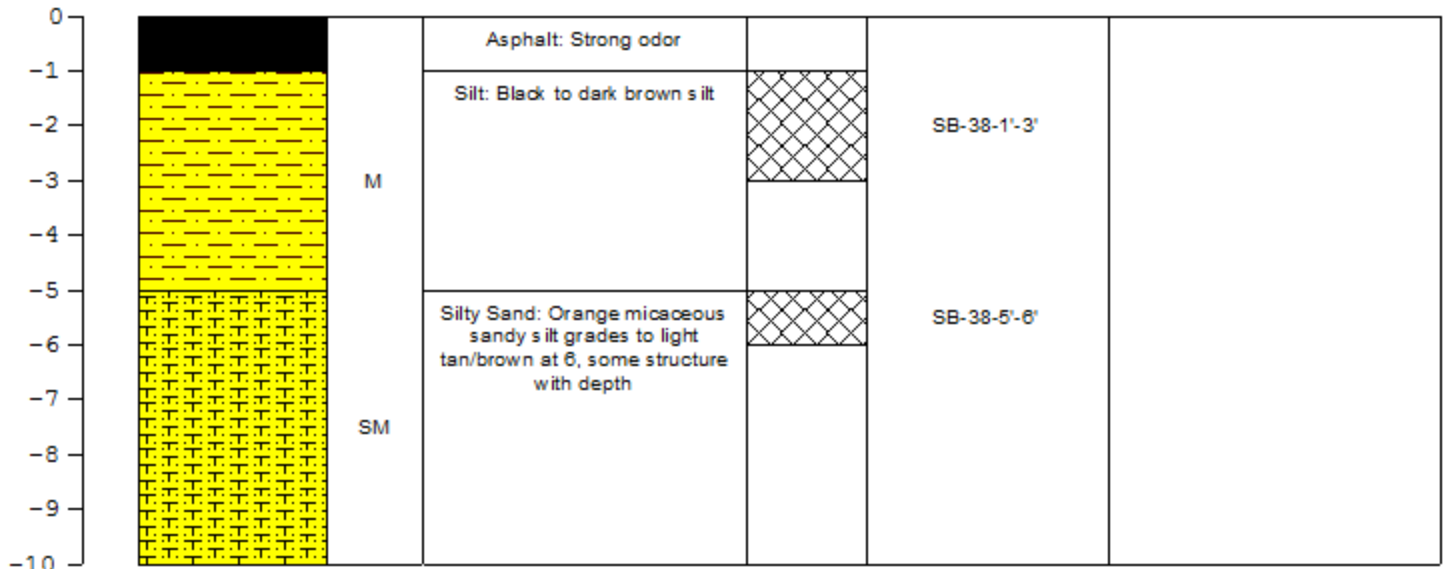 0
Asphalt: Strong odor
-1
Silt: Black to dark brown silt
-2
SB-38-1'-3'
-3
M
-4
-5
Silty Sand: Orange micaceous
sandy silt grades to light
tan/brown at 6, some structure
with depth
SB-38-5'-6'
-6
-7
SM
-8
-9
-10